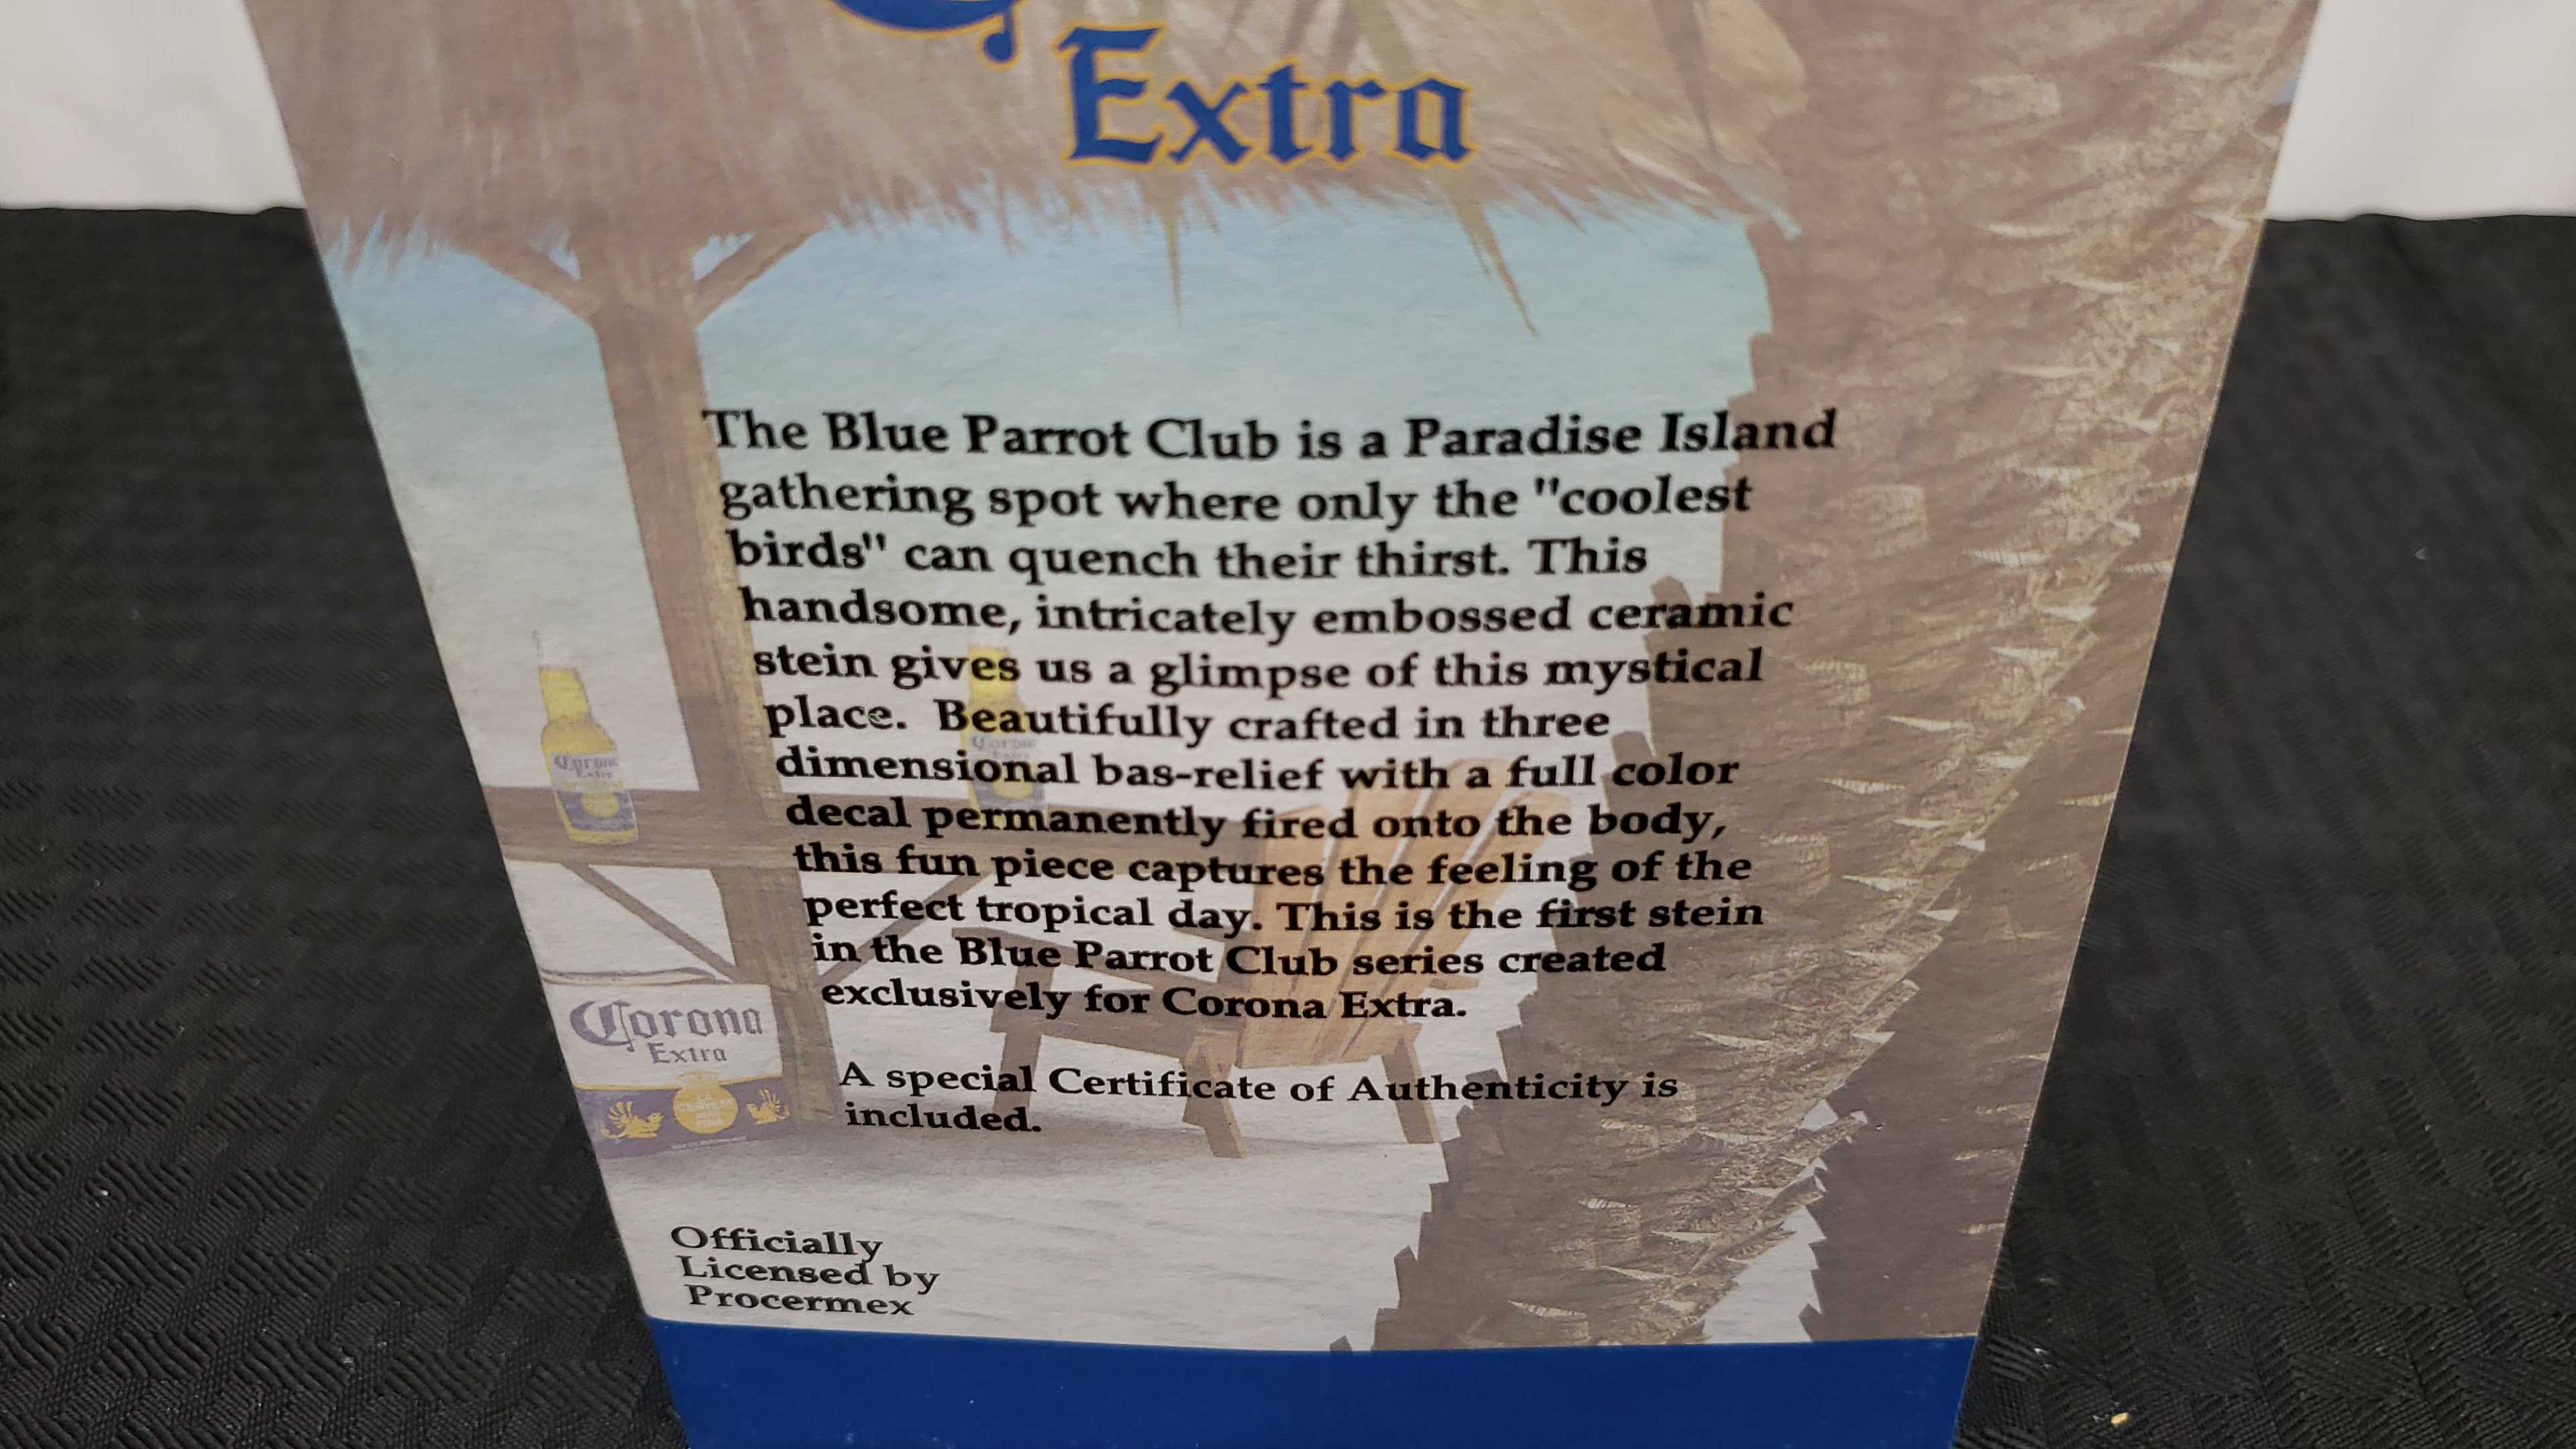 Extra
The Blue Parrot Club is a Paradise Island
gathering spot where only the "coolest
birds" can quench their thirst. This
handsome, intricately embossed ceramic
stein gives us a glimpse of this mystical
place. Beautifully crafted in three
dimensional bas-relief with a full color
decal permanently fired onto the body,
this fun piece captures the feeling of the
perfect tropical day. This is the first stein
in the Blue Parrot Club series created
exclusively for Corona Extra.
A special Certificate of Authenticity is
included.
Corona
Extra
Corona
Extra
Corona
Extra
Officially
Licensed by
Procermex